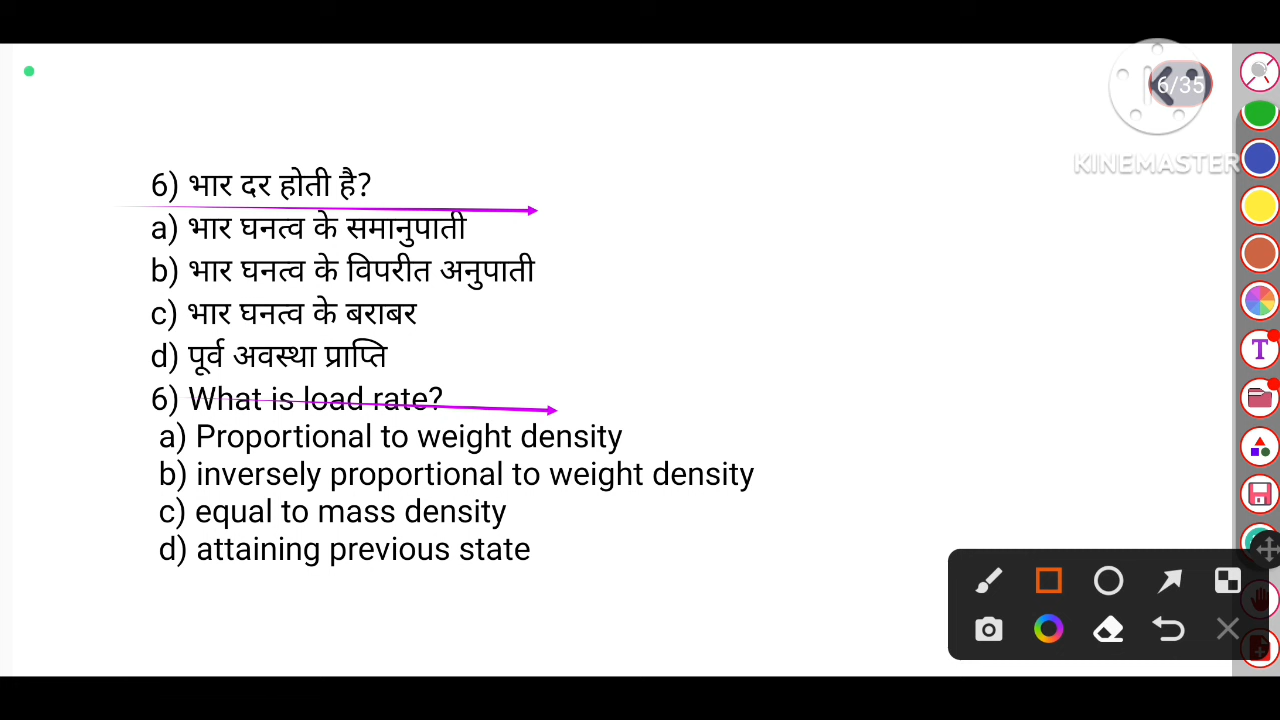 6/35
KINEMASTER
6) भार दर होती है?
a) भार घनत्व के समानुपाती
b) भार घनत्व के विपरीत अनुपाती
c) भार घनत्व के बराबर
d) पूर्व अवस्था प्राप्ति
6) What is load rate?
a) Proportional to weight density
b) inversely proportional to weight density
c) equal to mass density
d) attaining previous state
T